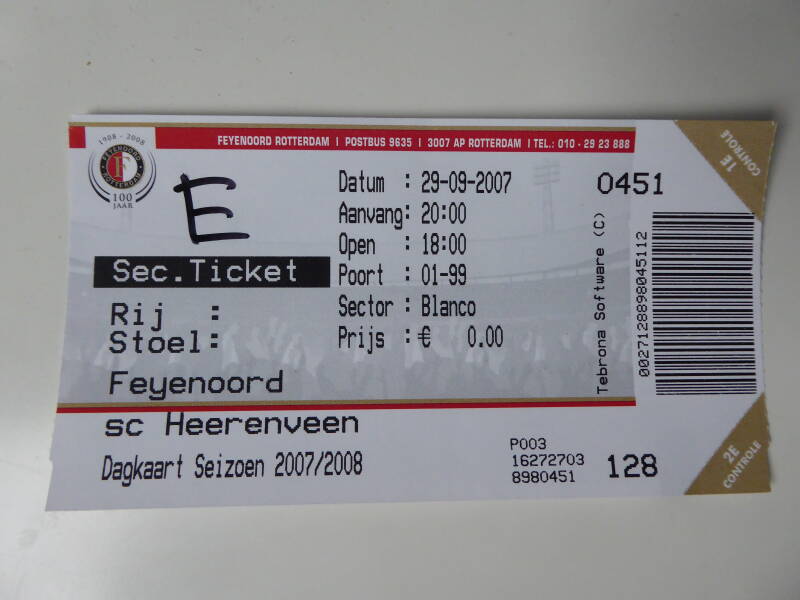 FEYENOORD ROTTERDAM | POSTBUS 9635 | 3007 AP ROTTERDAM | TEL.: 010 - 29 23 888
1908 - 2008
FEYENOORD
ROTTERDAM
F
100
JAAR
E
Sec.Ticket
Rij :
Stoel:
Feyenoord
sc Heerenveen
Dagkaart Seizoen 2007/2008
Datum : 29-09-2007
Aanvang: 20:00
Open : 18:00
Poort : 01-99
Sector : Blanco
Prijs : € 0.00
0451
Tebrona Software (C)
0027128898045112
1E
CONTROLE
P003
16272703
8980451
128
2E
CONTROLE